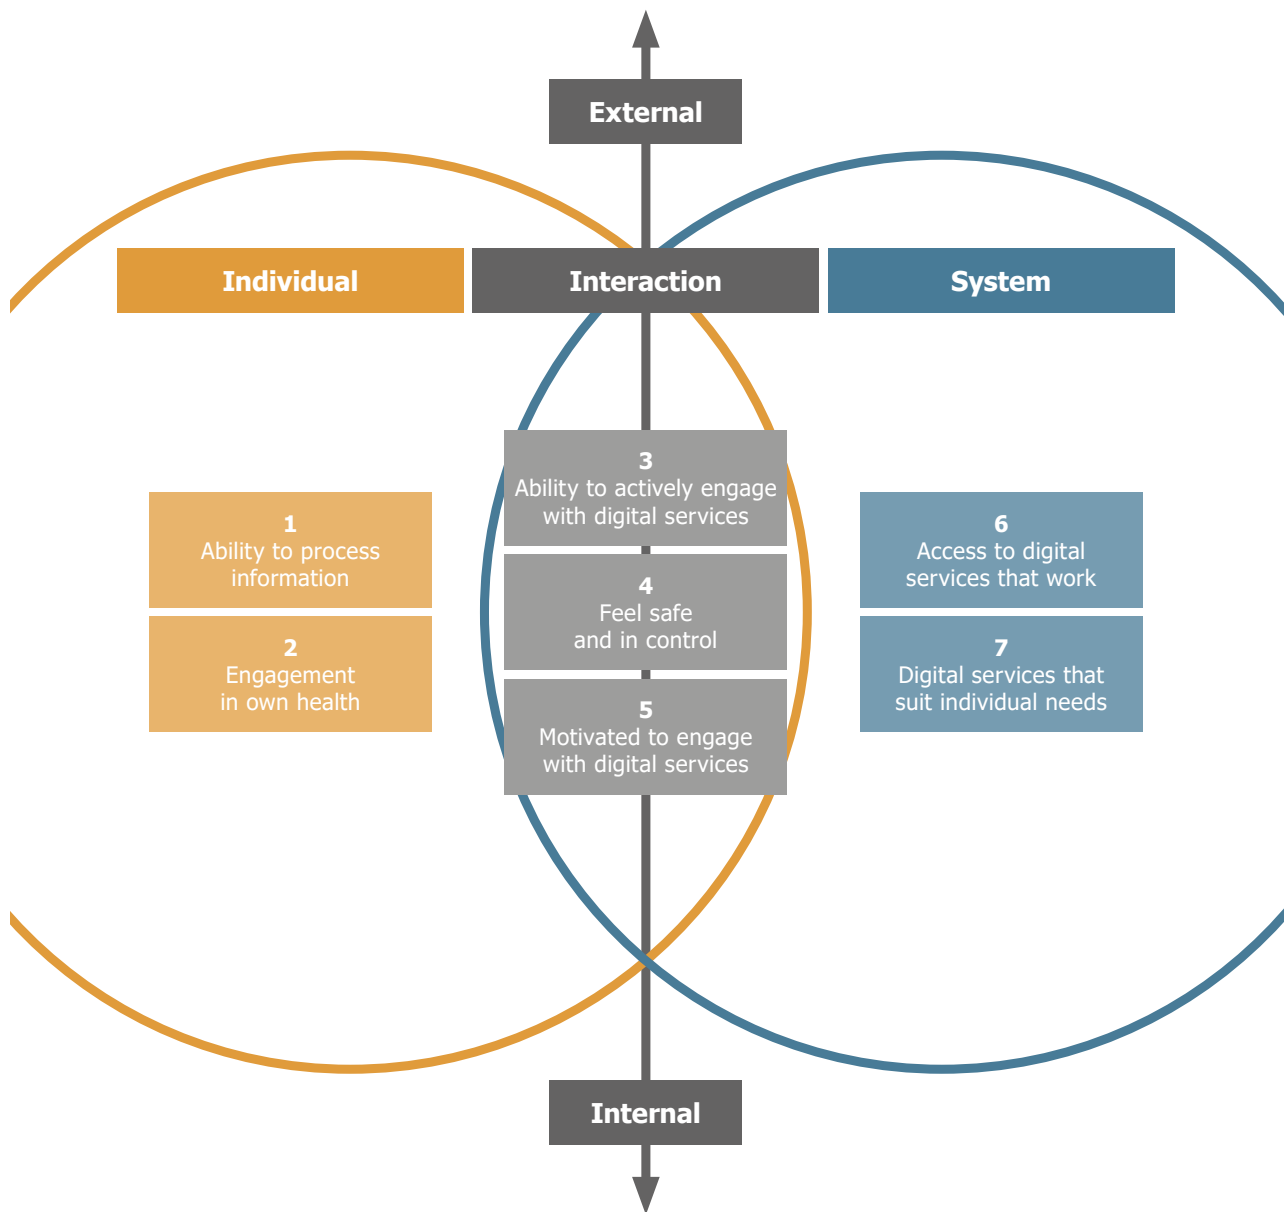 External
Individual
Interaction
System
1
Ability to process
information
2
Engagement
in own health
3
Ability to actively engage
with digital services
4
Feel safe
and in control
5
Motivated to engage
with digital services
6
Access to digital
services that work
7
Digital services that
suit individual needs
Internal